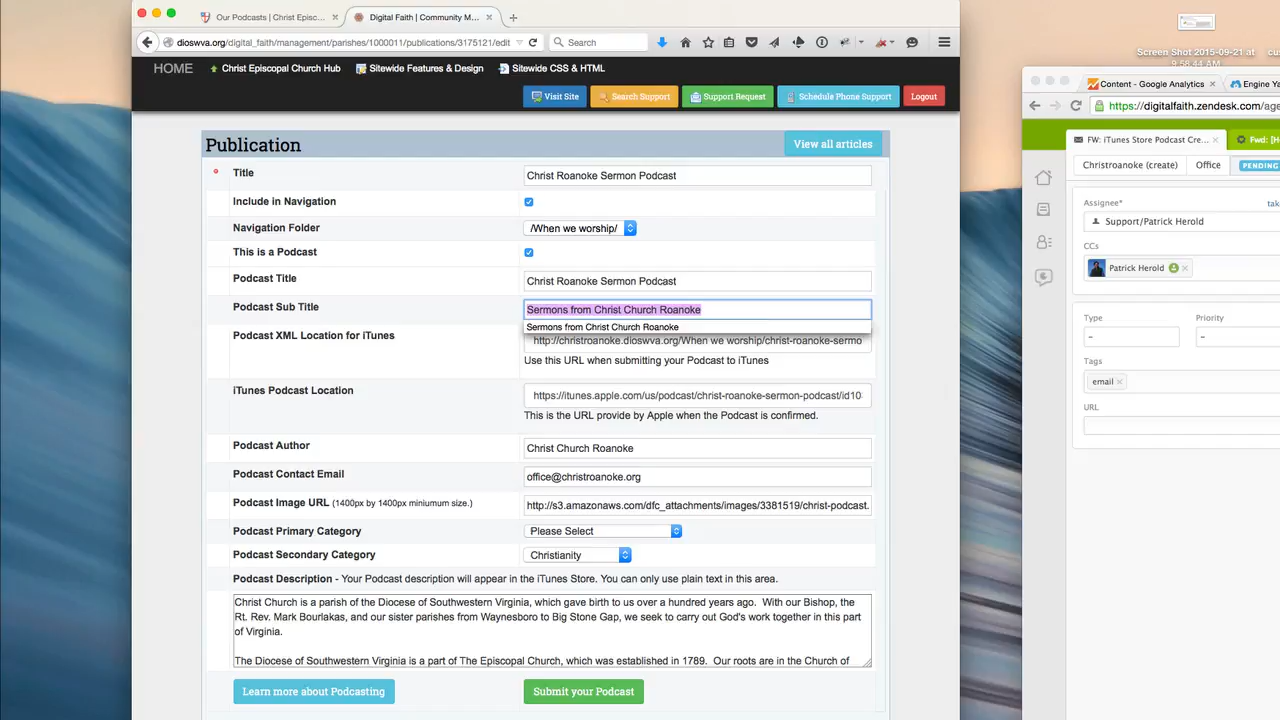 Our Podcasts | Christ Episc...
Digital Faith | Community M...
dioswva.org/digital_faith/management/parishes/1000011/publications/3175121/edit
Search
HOME
Christ Episcopal Church Hub
Sitewide Features & Design
Sitewide CSS & HTML
Visit Site
Search Support
Support Request
Schedule Phone Support
Logout
Publication
View all articles
Title
Christ Roanoke Sermon Podcast
Include in Navigation
Navigation Folder
/When we worship/
This is a Podcast
Podcast Title
Christ Roanoke Sermon Podcast
Podcast Sub Title
Sermons from Christ Church Roanoke
Sermons from Christ Church Roanoke
Podcast XML Location for iTunes
http://christroanoke.dioswva.org/When we worship/christ-roanoke-sermo
Use this URL when submitting your Podcast to iTunes
iTunes Podcast Location
https://itunes.apple.com/us/podcast/christ-roanoke-sermon-podcast/id10
This is the URL provide by Apple when the Podcast is confirmed.
Podcast Author
Christ Church Roanoke
Podcast Contact Email
office@christroanoke.org
Podcast Image URL (1400px by 1400px miniumum size.)
http://s3.amazonaws.com/dfc_attachments/images/3381519/christ-podcast.
Podcast Primary Category
Please Select
Podcast Secondary Category
Christianity
Podcast Description - Your Podcast description will appear in the iTunes Store. You can only use plain text in this area.
Christ Church is a parish of the Diocese of Southwestern Virginia, which gave birth to us over a hundred years ago. With our Bishop, the
Rt. Rev. Mark Bourlakas, and our sister parishes from Waynesboro to Big Stone Gap, we seek to carry out God's work together in this part
of Virginia.
The Diocese of Southwestern Virginia is a part of The Episcopal Church, which was established in 1789. Our roots are in the Church of
Learn more about Podcasting
Submit your Podcast
Screen Shot 2015-09-21 at
9.58.44 AM
cus
Content - Google Analytics
Engine Ya
https://digitalfaith.zendesk.com/age
FW: iTunes Store Podcast Cre...
Fwd: [H
Christroanoke (create)
Office
PENDING
Assignee*
tak
Support/Patrick Herold
CCs
Patrick Herold
Type
Priority
-
-
Tags
email
URL